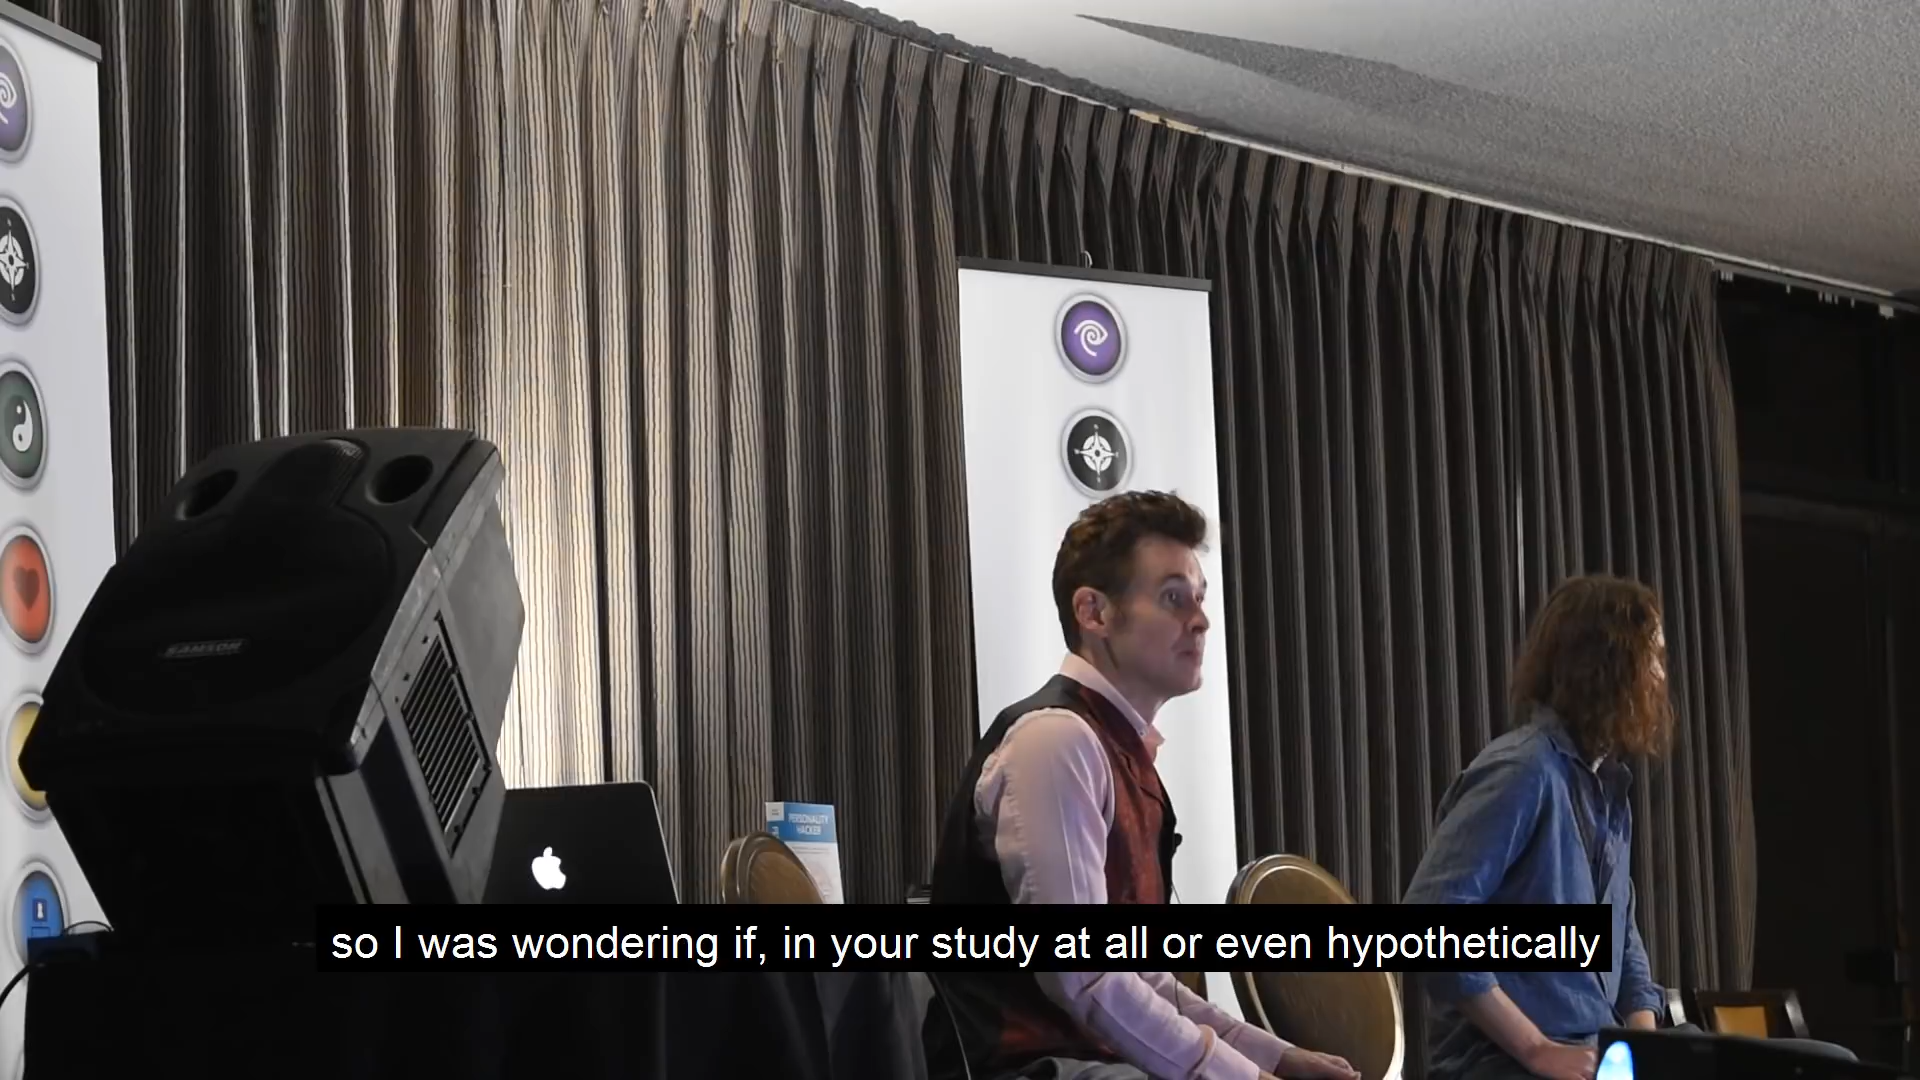 SAMSON
PERSONALITY
HACKER
so I was wondering if, in your study at all or even hypothetically